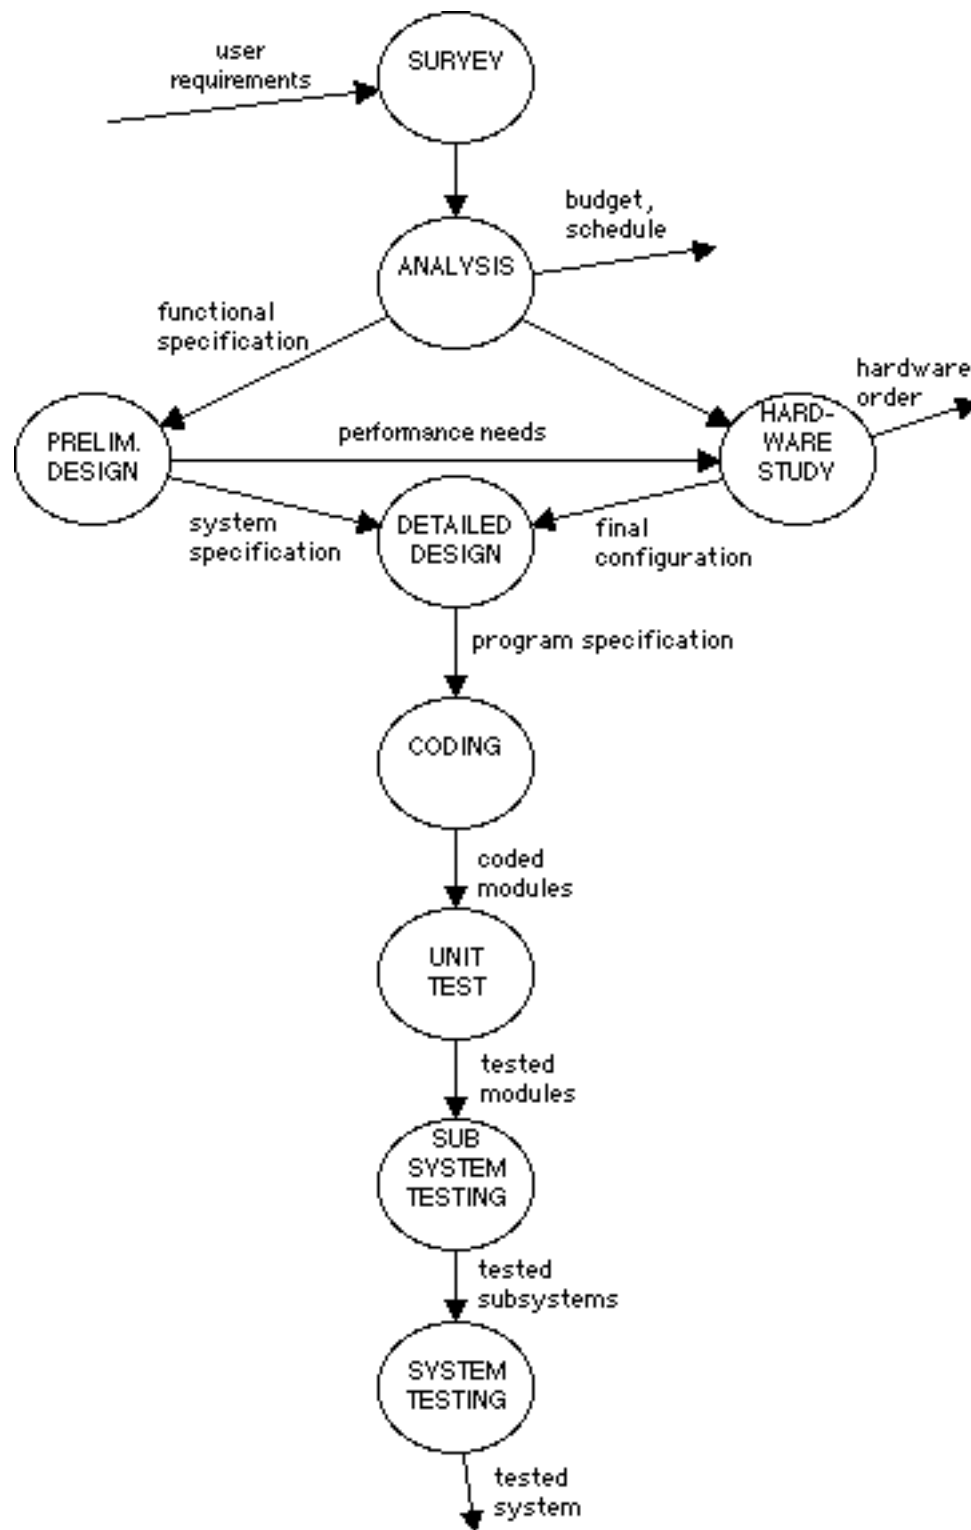 user
requirements
SURVEY
budget,
schedule
ANALYSIS
functional
specification
hardware
order
PRELIM.
DESIGN
performance needs
HARD-
WARE
STUDY
system
specification
DETAILED
DESIGN
final
configuration
program specification
CODING
coded
modules
UNIT
TEST
tested
modules
SUB
SYSTEM
TESTING
tested
subsystems
SYSTEM
TESTING
tested
system